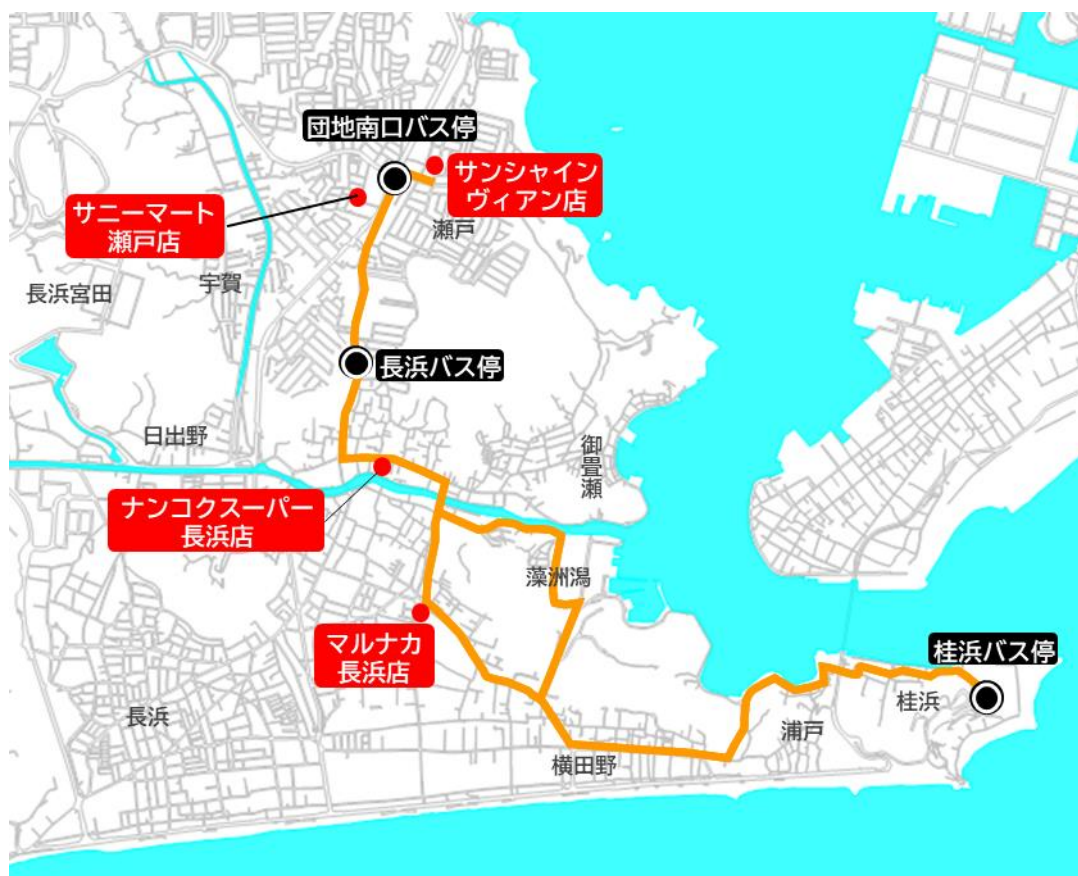 団地南口バス停
サンシャイン
ヴィアン店
サニーマート
瀬戸店
瀬戸
宇賀
長浜宮田
長浜バス停
日出野
御畳瀬
ナンコクスーパー
長浜店
藻洲潟
マルナカ
長浜店
桂浜バス停
桂浜
長浜
浦戸
横田野